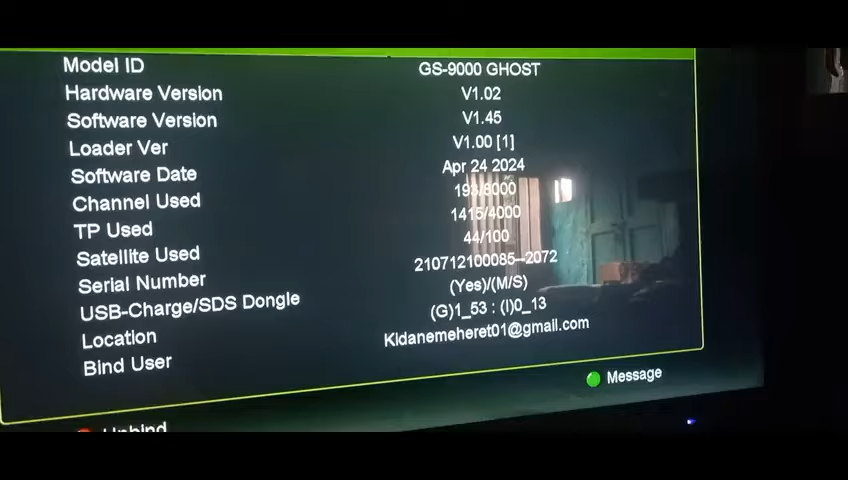 Model ID GS-9000 GHOST
Hardware Version V1.02
Software Version V1.45
Loader Ver V1.00 [1]
Software Date Apr 24 2024
Channel Used 193/8000
TP Used 1415/4000
Satellite Used 44/100
Serial Number 210712100085--2072
USB-Charge/SDS Dongle (Yes)/(M/S)
Location (G)1_53 : (I)0_13
Bind User Kidanemeheret01@gmail.com
Message
Unbind